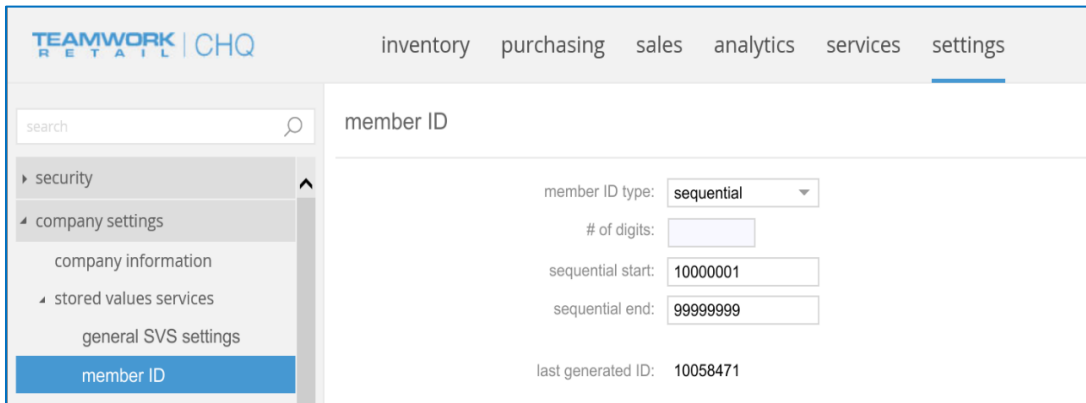 TEAMWORK RETAIL | CHQ
inventory purchasing sales analytics services settings
search
member ID
security
company settings
company information
stored values services
general SVS settings
member ID
member ID type: sequential
# of digits:
sequential start: 10000001
sequential end: 99999999
last generated ID: 10058471